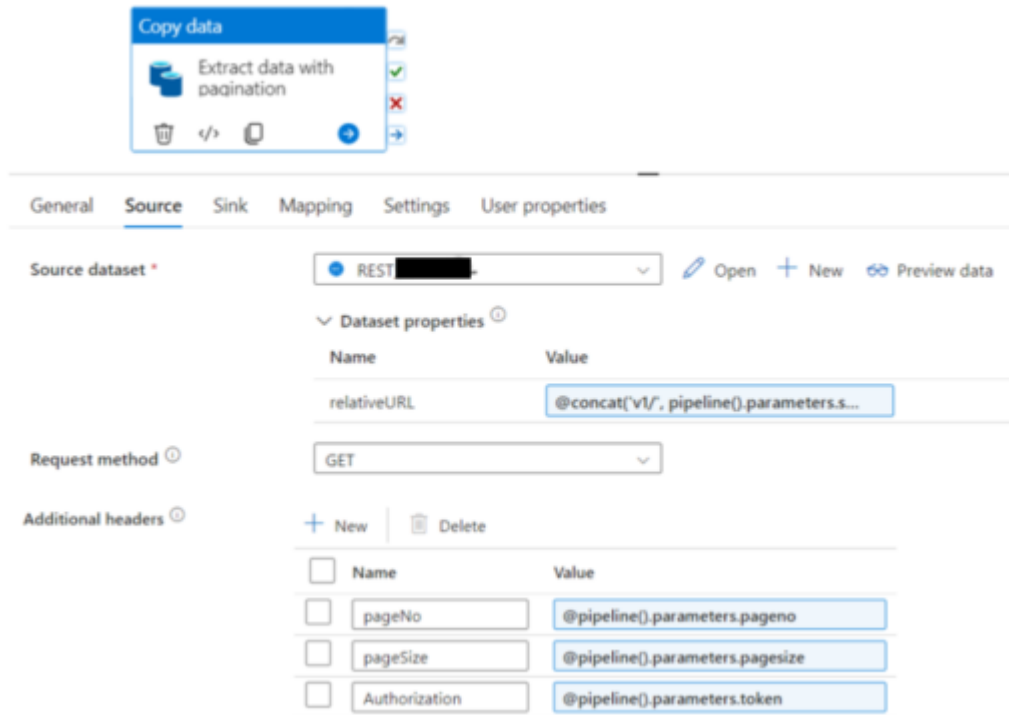 Copy data
Extract data with
pagination
General Source Sink Mapping Settings User properties
Source dataset * REST Open New Preview data
Dataset properties
Name Value
relativeURL @concat('v1/', pipeline().parameters.s...
Request method GET
Additional headers New Delete
Name Value
pageNo @pipeline().parameters.pageno
pageSize @pipeline().parameters.pagesize
Authorization @pipeline().parameters.token